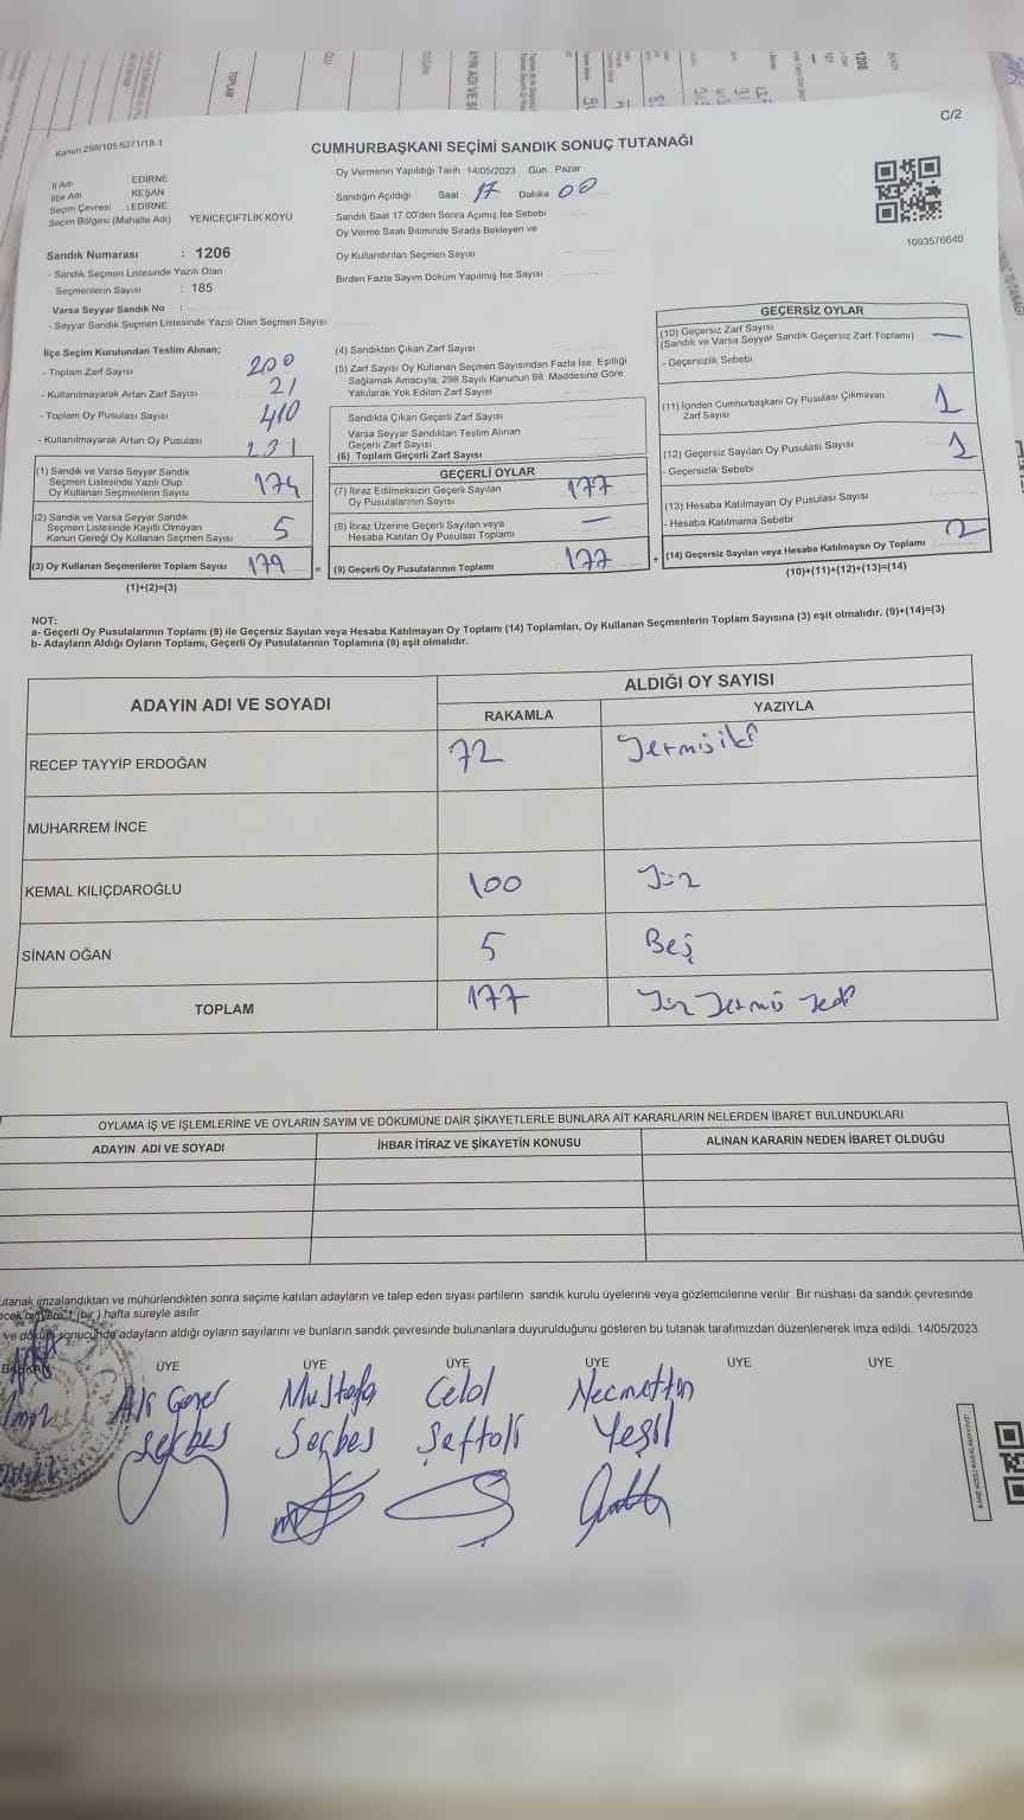 C/2
Kanun 298/105 6271/18-1
CUMHURBAŞKANI SEÇİMİ SANDIK SONUÇ TUTANAĞI
İl Adı EDİRNE
İlçe Adı KEŞAN
Seçim Çevresi :EDİRNE
Seçim Bölgesi (Mahalle Adı) YENİCEÇİFTLİK KÖYÜ
Oy Vermenin Yapıldığı Tarih 14/05/2023 Gün Pazar
Sandığın Açıldığı Saat 17 Dakika 00
Sandık Saat 17 00'den Sonra Açımış İse Sebebi
Oy Verme Saati Bitiminde Sırada Bekleyen ve
Oy Kullandırılan Seçmen Sayısı
Birden Fazla Sayım Döküm Yapılmış İse Sayısı
1093576640
Sandık Numarası : 1206
- Sandık Seçmen Listesinde Yazılı Olan
Seçmenlerin Sayısı : 185
Varsa Seyyar Sandık No :
- Seyyar Sandık Seçmen Listesinde Yazılı Olan Seçmen Sayısı
İlçe Seçim Kurulundan Teslim Alınan;
- Toplam Zarf Sayısı 200
- Kullanılmayarak Artan Zarf Sayısı 21
- Toplam Oy Pusulası Sayısı 410
- Kullanılmayarak Artan Oy Pusulası 231
(1) Sandık ve Varsa Seyyar Sandık
Seçmen Listesinde Yazılı Olup
Oy Kullanan Seçmenlerin Sayısı 174
(2) Sandık ve Varsa Seyyar Sandık
Seçmen Listesinde Kayıtlı Olmayan
Kanun Gereği Oy Kullanan Seçmen Sayısı 5
(3) Oy Kullanan Seçmenlerin Toplam Sayısı 179
(1)+(2)=(3)
(4) Sandıktan Çıkan Zarf Sayısı
(5) Zarf Sayısı Oy Kullanan Seçmen Sayısından Fazla İse, Eşitliği
Sağlamak Amacıyla, 298 Sayılı Kanunun 98. Maddesine Göre
Yakılarak Yok Edilen Zarf Sayısı
Sandıkta Çıkan Geçerli Zarf Sayısı
Varsa Seyyar Sandıktan Teslim Alınan
Geçerli Zarf Sayısı
(6) Toplam Geçerli Zarf Sayısı
GEÇERLİ OYLAR
(7) İtiraz Edilmeksizin Geçerli Sayılan
Oy Pusulalarının Sayısı 177
(8) İtiraz Üzerine Geçerli Sayılan veya
Hesaba Katılan Oy Pusulası Toplamı —
= (9) Geçerli Oy Pusulalarının Toplamı 177 +
GEÇERSİZ OYLAR
(10) Geçersiz Zarf Sayısı
(Sandık ve Varsa Seyyar Sandık Geçersiz Zarf Toplamı) —
- Geçersizlik Sebebi
(11) İçinden Cumhurbaşkanı Oy Pusulası Çıkmayan
Zarf Sayısı 1
(12) Geçersiz Sayılan Oy Pusulası Sayısı 1
- Geçersizlik Sebebi
(13) Hesaba Katılmayan Oy Pusulası Sayısı
- Hesaba Katılmama Sebebi
(14) Geçersiz Sayılan veya Hesaba Katılmayan Oy Toplamı 2
(10)+(11)+(12)+(13)=(14)
NOT:
a- Geçerli Oy Pusulalarının Toplamı (9) ile Geçersiz Sayılan veya Hesaba Katılmayan Oy Toplamı (14) Toplamları, Oy Kullanan Seçmenlerin Toplam Sayısına (3) eşit olmalıdır. (9)+(14)=(3)
b- Adayların Aldığı Oyların Toplamı, Geçerli Oy Pusulalarının Toplamına (9) eşit olmalıdır.
ADAYIN ADI VE SOYADI
ALDIĞI OY SAYISI
RAKAMLA YAZIYLA
RECEP TAYYİP ERDOĞAN 72 Yetmişiki
MUHARREM İNCE
KEMAL KILIÇDAROĞLU 100 Yüz
SİNAN OĞAN 5 Beş
TOPLAM 177 Yüz Yetmiş Yedi
OYLAMA İŞ VE İŞLEMLERİNE VE OYLARIN SAYIM VE DÖKÜMÜNE DAİR ŞİKAYETLERLE BUNLARA AİT KARARLARIN NELERDEN İBARET BULUNDUKLARI
ADAYIN ADI VE SOYADI İHBAR İTİRAZ VE ŞİKAYETİN KONUSU ALINAN KARARIN NEDEN İBARET OLDUĞU
utanak imzalandıktan ve mühürlendikten sonra seçime katılan adayların ve talep eden siyasi partilerin sandık kurulu üyelerine veya gözlemcilerine verilir. Bir nüshası da sandık çevresinde
(bir) hafta süreyle asılır
ve döküm sonucunda adayların aldığı oyların sayılarını ve bunların sandık çevresinde bulunanlara duyurulduğunu gösteren bu tutanak tarafımızdan düzenlenerek imza edildi. 14/05/2023
ÜYE ÜYE ÜYE ÜYE ÜYE ÜYE
Mustafa Celal Necmettin
Seçbes Seçbes Şeftali Yeşil